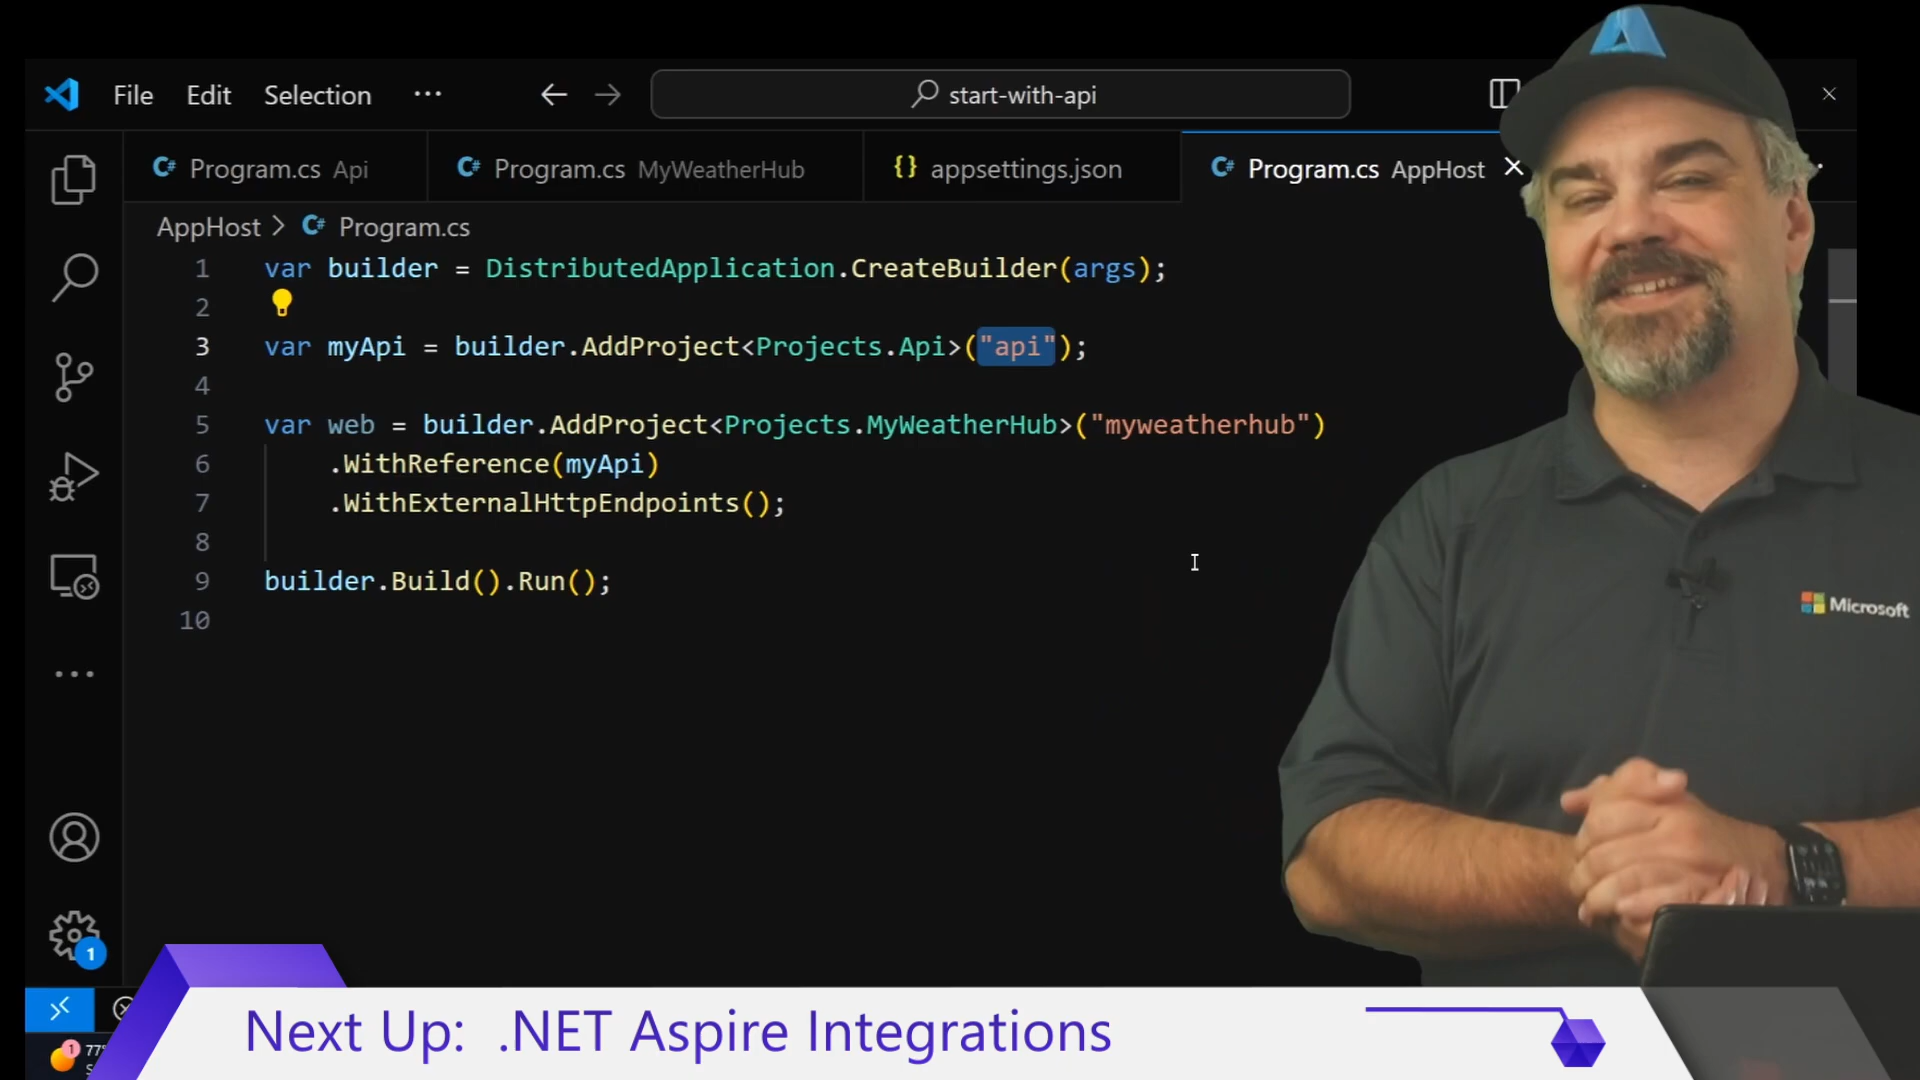 File Edit Selection ··· start-with-api
Program.cs Api Program.cs MyWeatherHub {} appsettings.json Program.cs AppHost
AppHost > Program.cs
1 var builder = DistributedApplication.CreateBuilder(args);
2
3 var myApi = builder.AddProject<Projects.Api>("api");
4
5 var web = builder.AddProject<Projects.MyWeatherHub>("myweatherhub")
6 .WithReference(myApi)
7 .WithExternalHttpEndpoints();
8
9 builder.Build().Run();
10
Microsoft
1
Next Up: .NET Aspire Integrations
1 77°